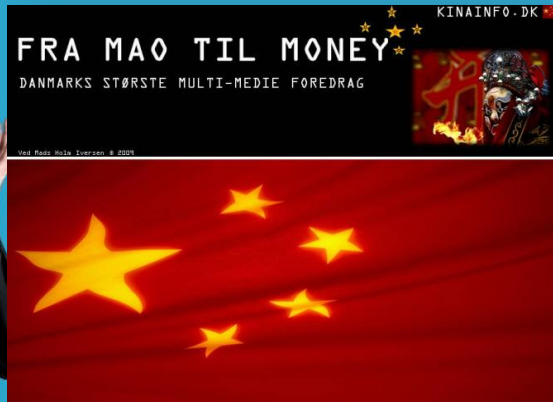 KINAINFO.DK
FRA MAO TIL MONEY
DANMARKS STØRSTE MULTI-MEDIE FOREDRAG
Ved Mads Holm Iversen © 2009